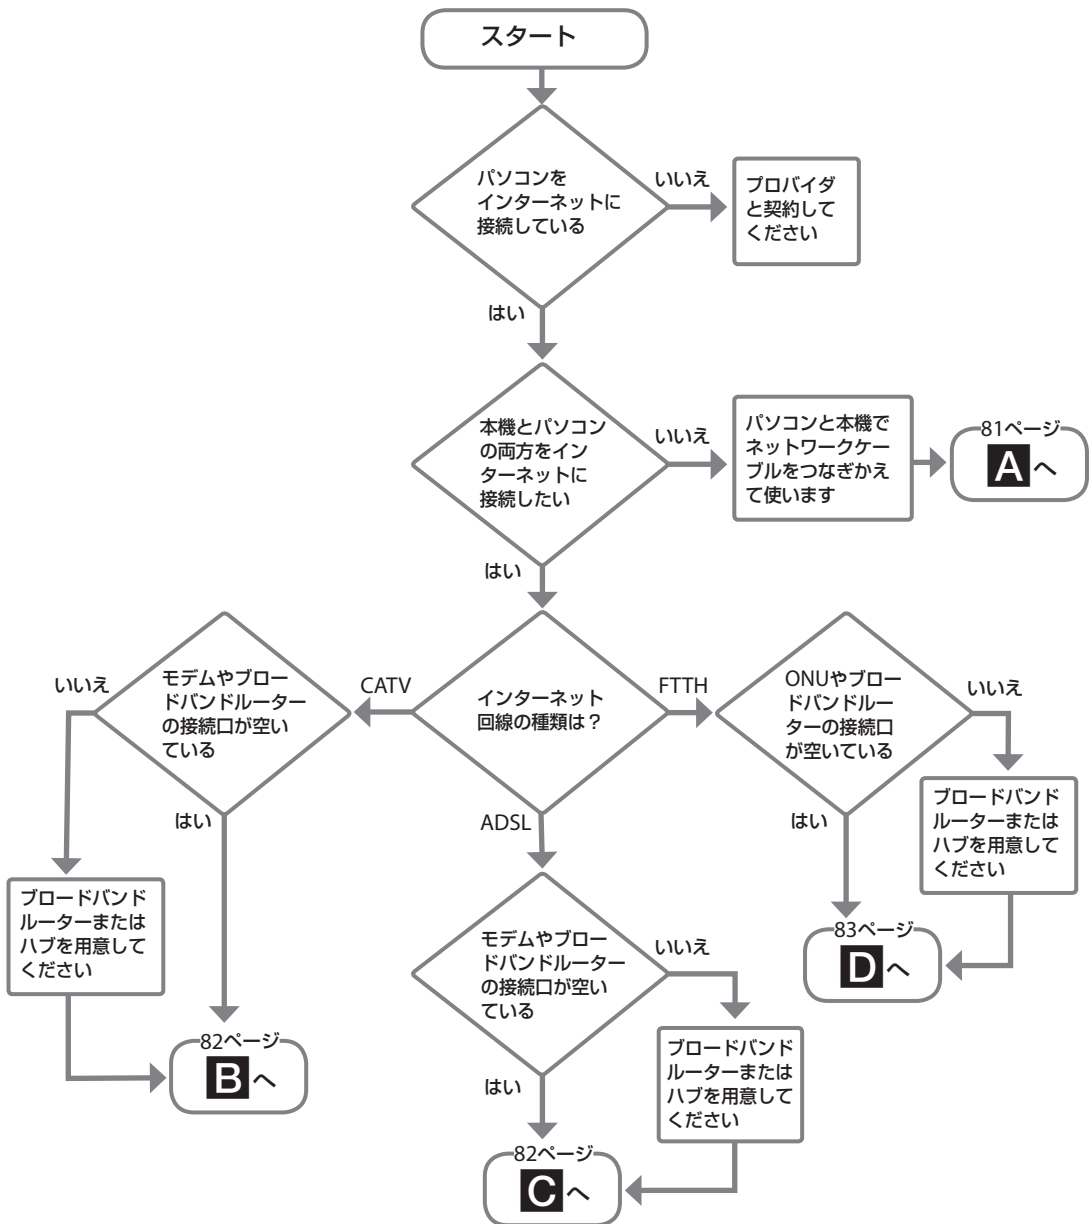 スタート
パソコンを
インターネットに
接続している
いいえ
プロバイダ
と契約して
ください
はい
本機とパソコン
の両方をイン
ターネットに
接続したい
いいえ
パソコンと本機で
ネットワークケー
ブルをつなぎかえ
て使います
81ページ
Aへ
はい
インターネット
回線の種類は？
CATV
モデムやブロー
ドバンドルーター
の接続口が空い
ている
いいえ
ブロードバンド
ルーターまたは
ハブを用意して
ください
はい
82ページ
Bへ
ADSL
モデムやブロー
ドバンドルーター
の接続口が空い
ている
いいえ
ブロードバンド
ルーターまたは
ハブを用意して
ください
はい
82ページ
Cへ
FTTH
ONUやブロー
ドバンドルー
ターの接続口
が空いている
いいえ
ブロードバンド
ルーターまたは
ハブを用意して
ください
はい
83ページ
Dへ